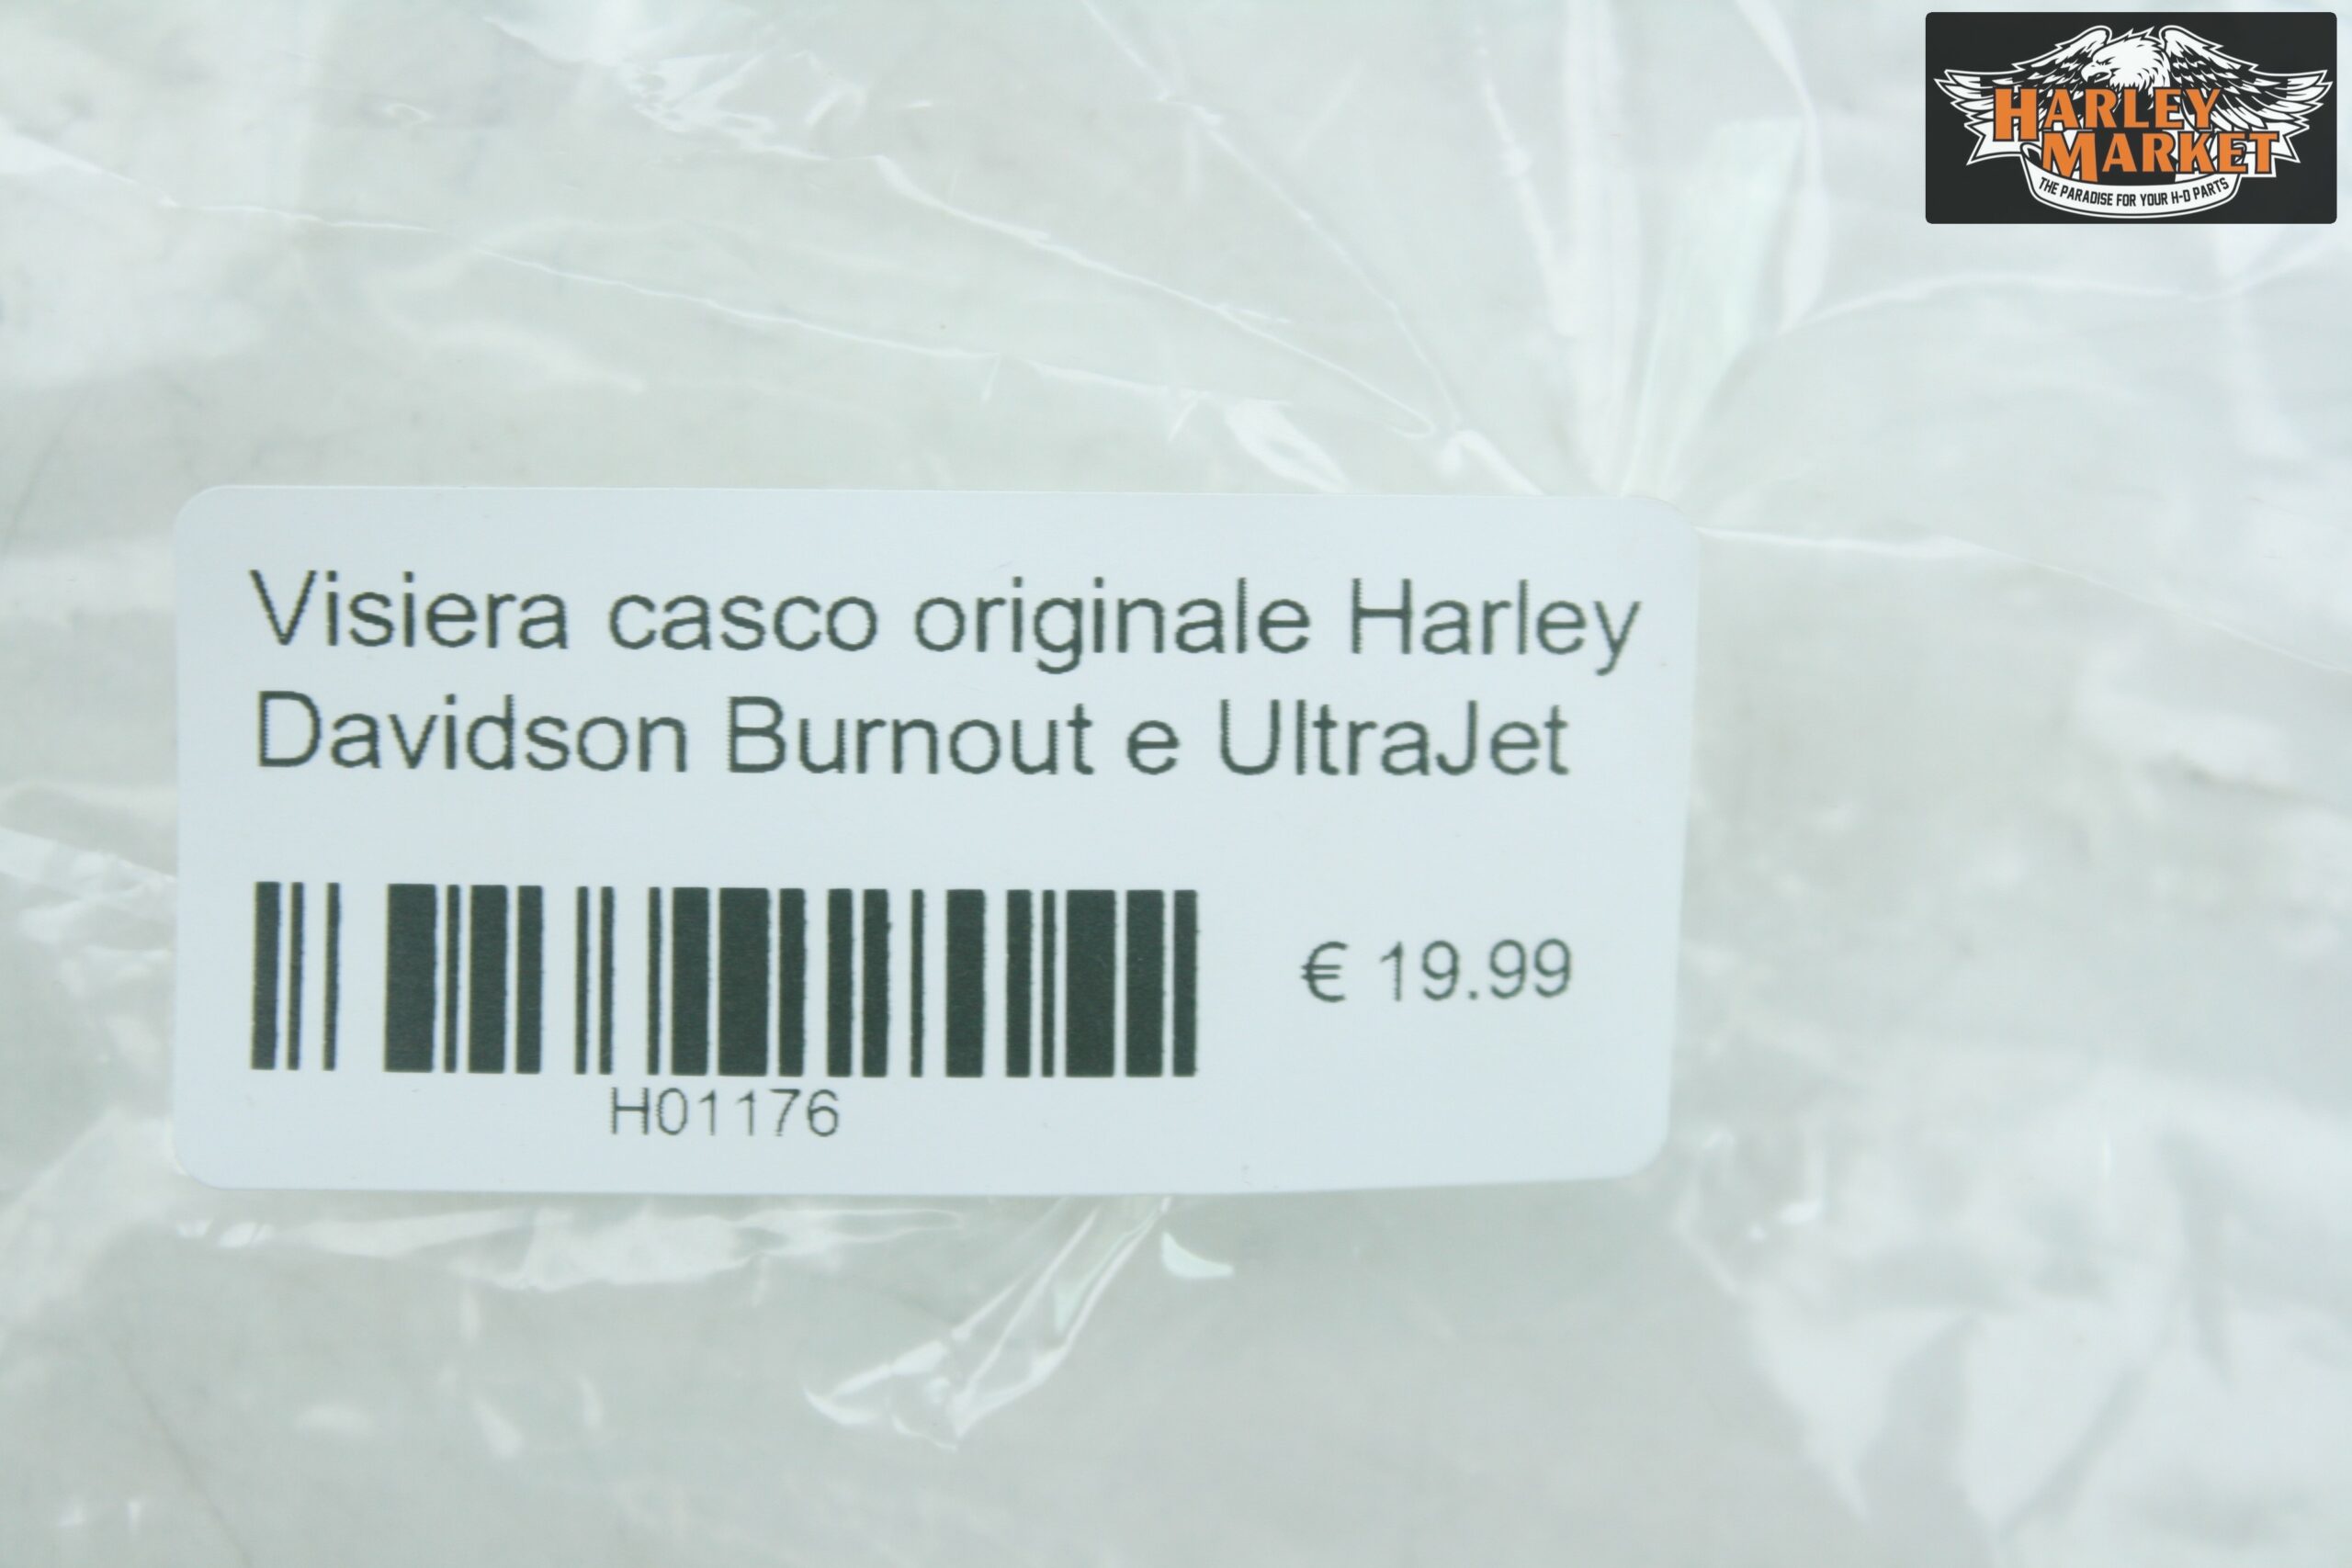 HARLEY
MARKET
THE PARADISE FOR YOUR H-D PARTS
Visiera casco originale Harley
Davidson Burnout e UltraJet
€ 19.99
H01176